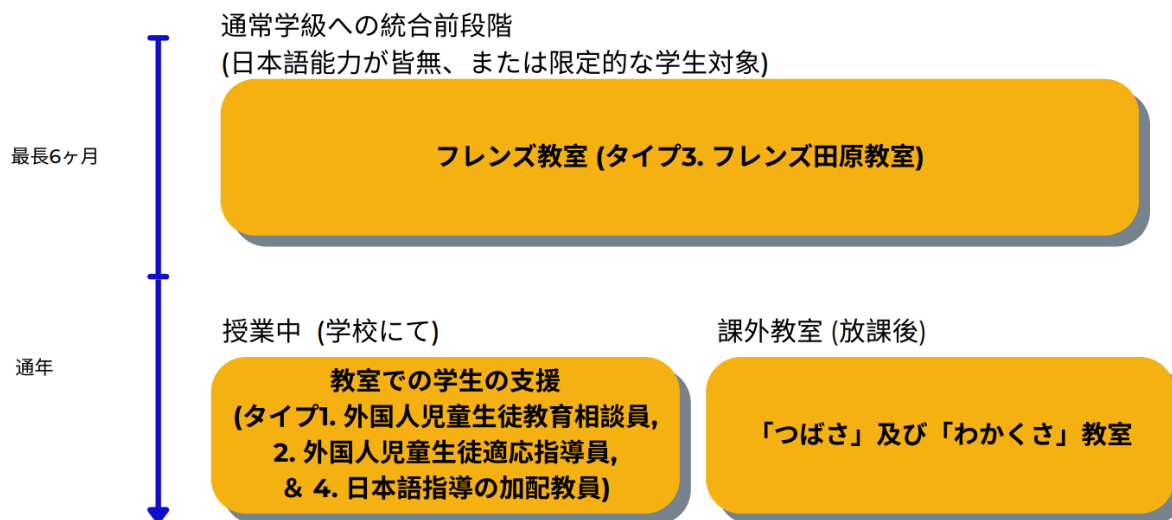 通常学級への統合前段階
(日本語能力が皆無、または限定的な学生対象)
最長6ヶ月
フレンズ教室 (タイプ3. フレンズ田原教室)
通年
授業中 (学校にて)
教室での学生の支援
(タイプ1. 外国人児童生徒教育相談員,
2. 外国人児童生徒適応指導員,
& 4. 日本語指導の加配教員)
課外教室 (放課後)
「つばさ」及び「わかくさ」教室